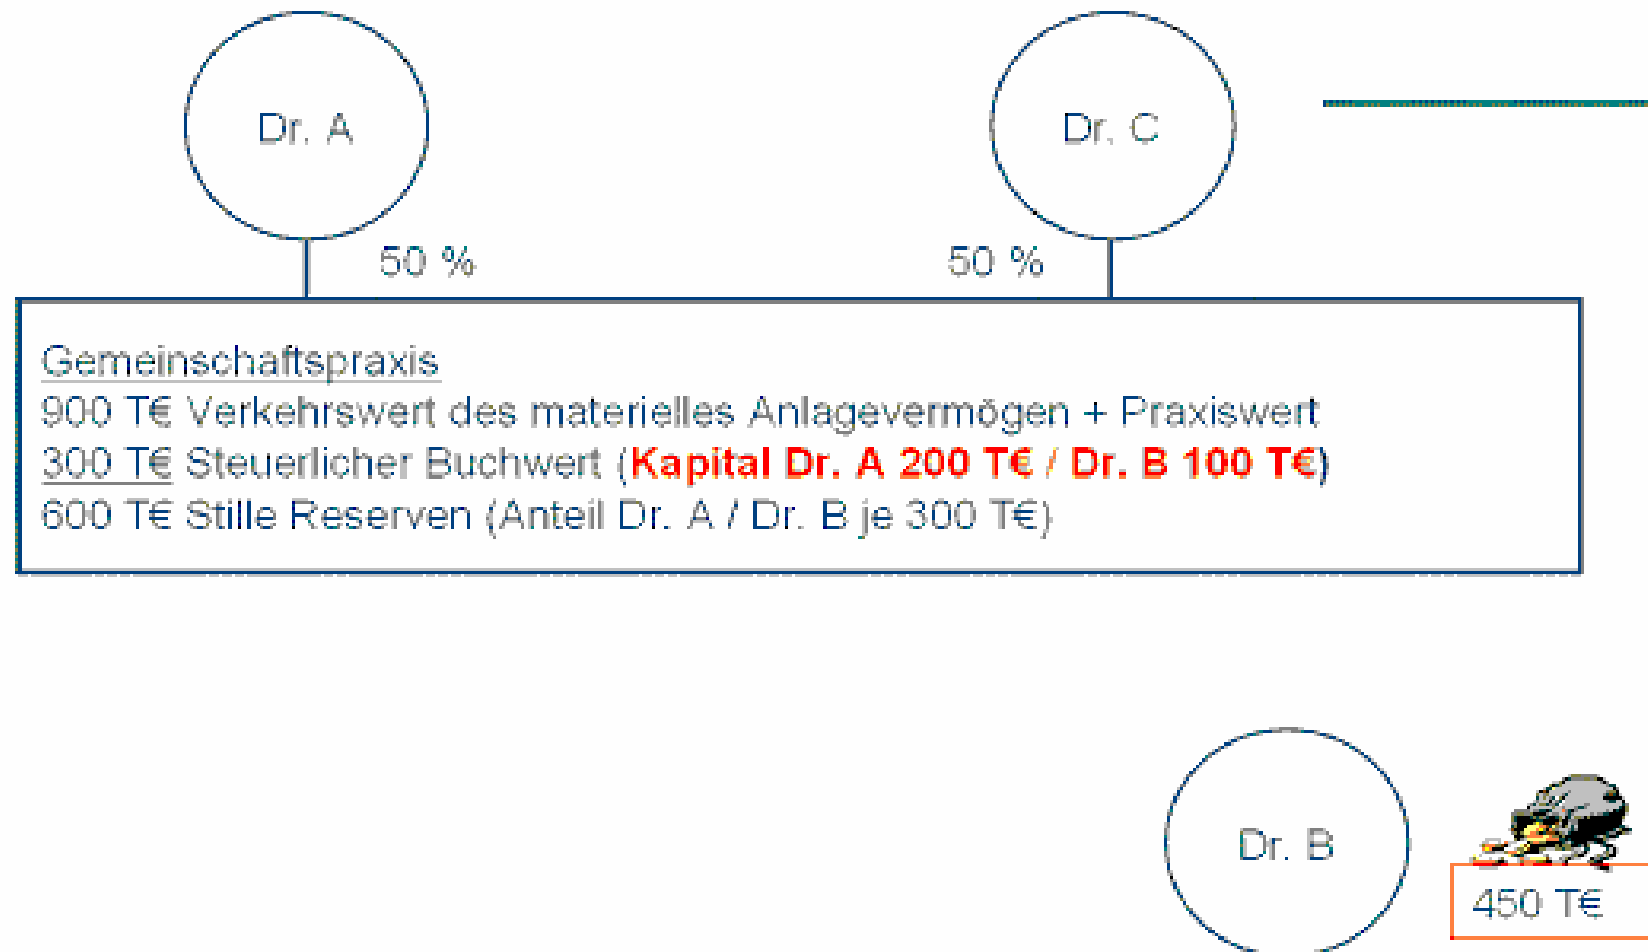 Dr. A
Dr. C
50 %
50 %
Gemeinschaftspraxis
900 T€ Verkehrswert des materielles Anlagevermögen + Praxiswert
300 T€ Steuerlicher Buchwert (Kapital Dr. A 200 T€ / Dr. B 100 T€)
600 T€ Stille Reserven (Anteil Dr. A / Dr. B je 300 T€)
Dr. B
450 T€